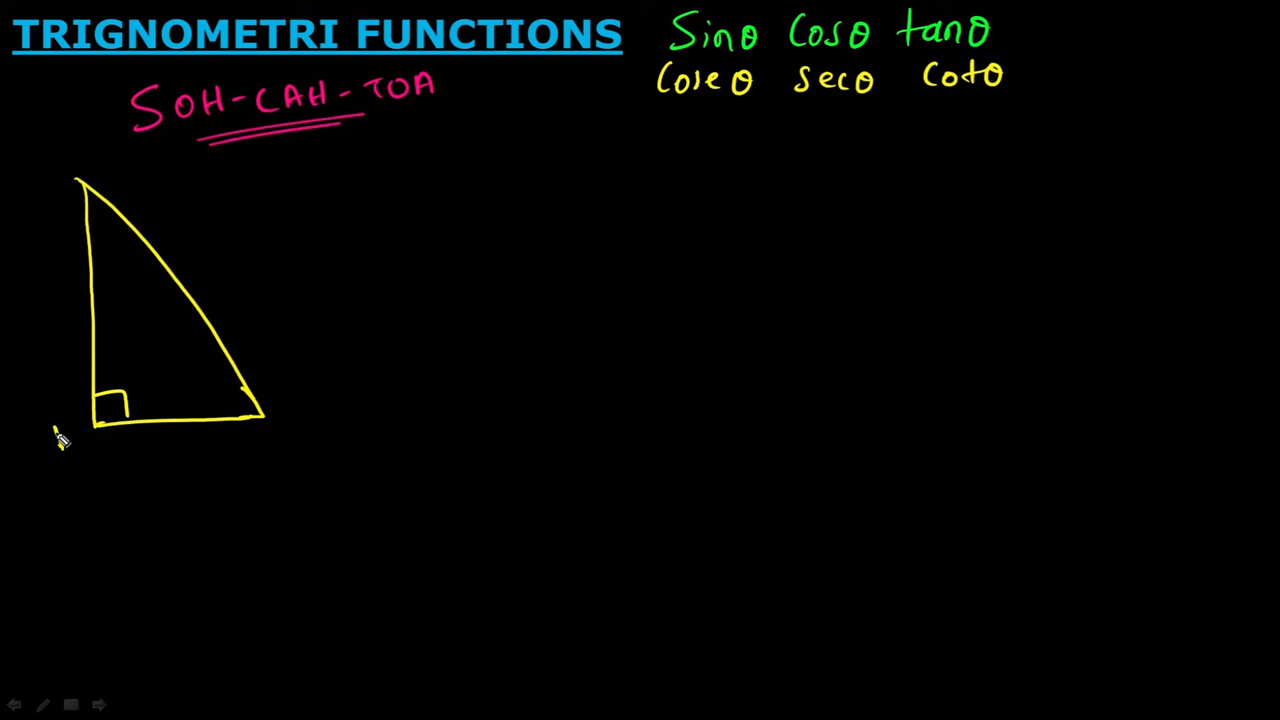 TRIGNOMETRI FUNCTIONS
Sinθ Cosθ tanθ
Coseθ secθ Cotθ
SOH-CAH-TOA